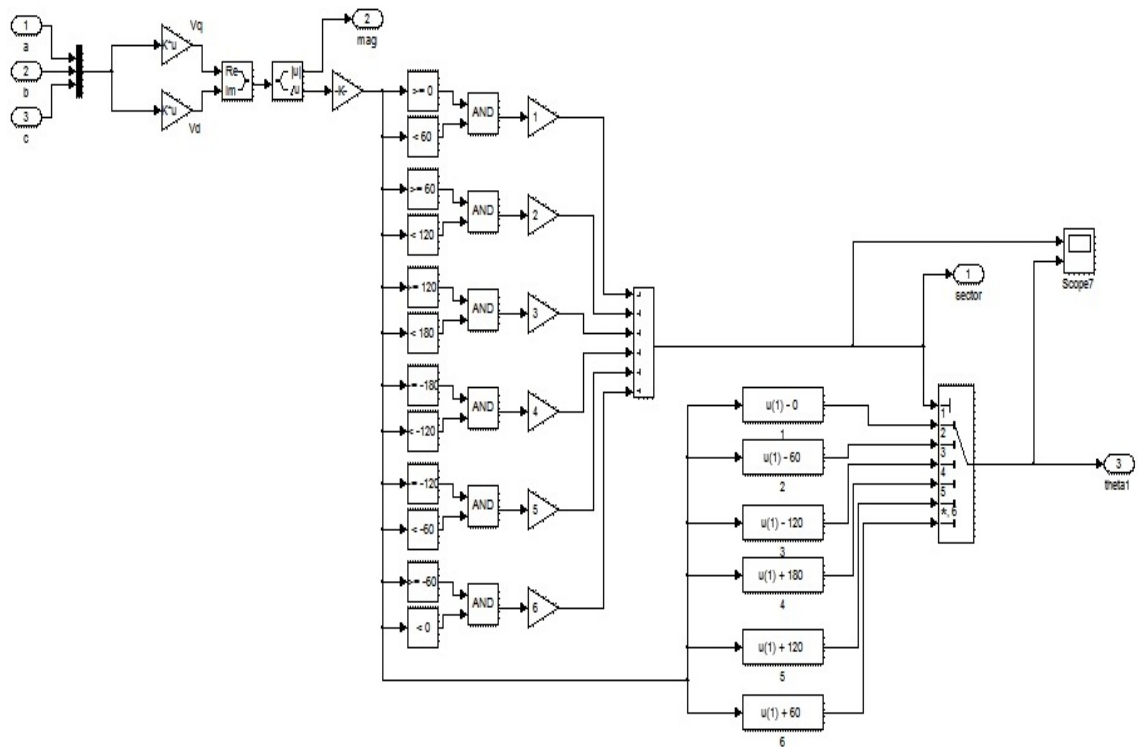 1
a
2
b
3
c
K*u
Vq
K*u
Vd
Re
Im
|u|
∠u
2
mag
-K-
>= 0
< 60
AND
1
>= 60
< 120
AND
2
>= 120
< 180
AND
3
= -180
< -120
AND
4
= -120
< -60
AND
5
>= -60
< 0
AND
6
Scope7
1
sector
u(1) - 0
1
u(1) - 60
2
u(1) - 120
3
u(1) + 180
4
u(1) + 120
5
u(1) + 60
6
1
2
3
4
5
*, 6
3
theta1